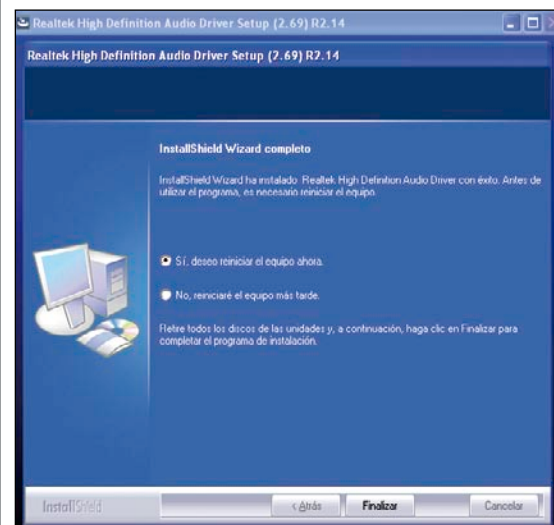 Realtek High Definition Audio Driver Setup (2.69) R2.14
Realtek High Definition Audio Driver Setup (2.69) R2.14
InstallShield Wizard completo
InstallShield Wizard ha instalado Realtek High Definition Audio Driver con éxito. Antes de
utilizar el programa, es necesario reiniciar el equipo.
Sí, deseo reiniciar el equipo ahora.
No, reiniciaré el equipo más tarde.
Retire todos los discos de las unidades y, a continuación, haga clic en Finalizar para
completar el programa de instalación.
InstallShield
< Atrás Finalizar Cancelar